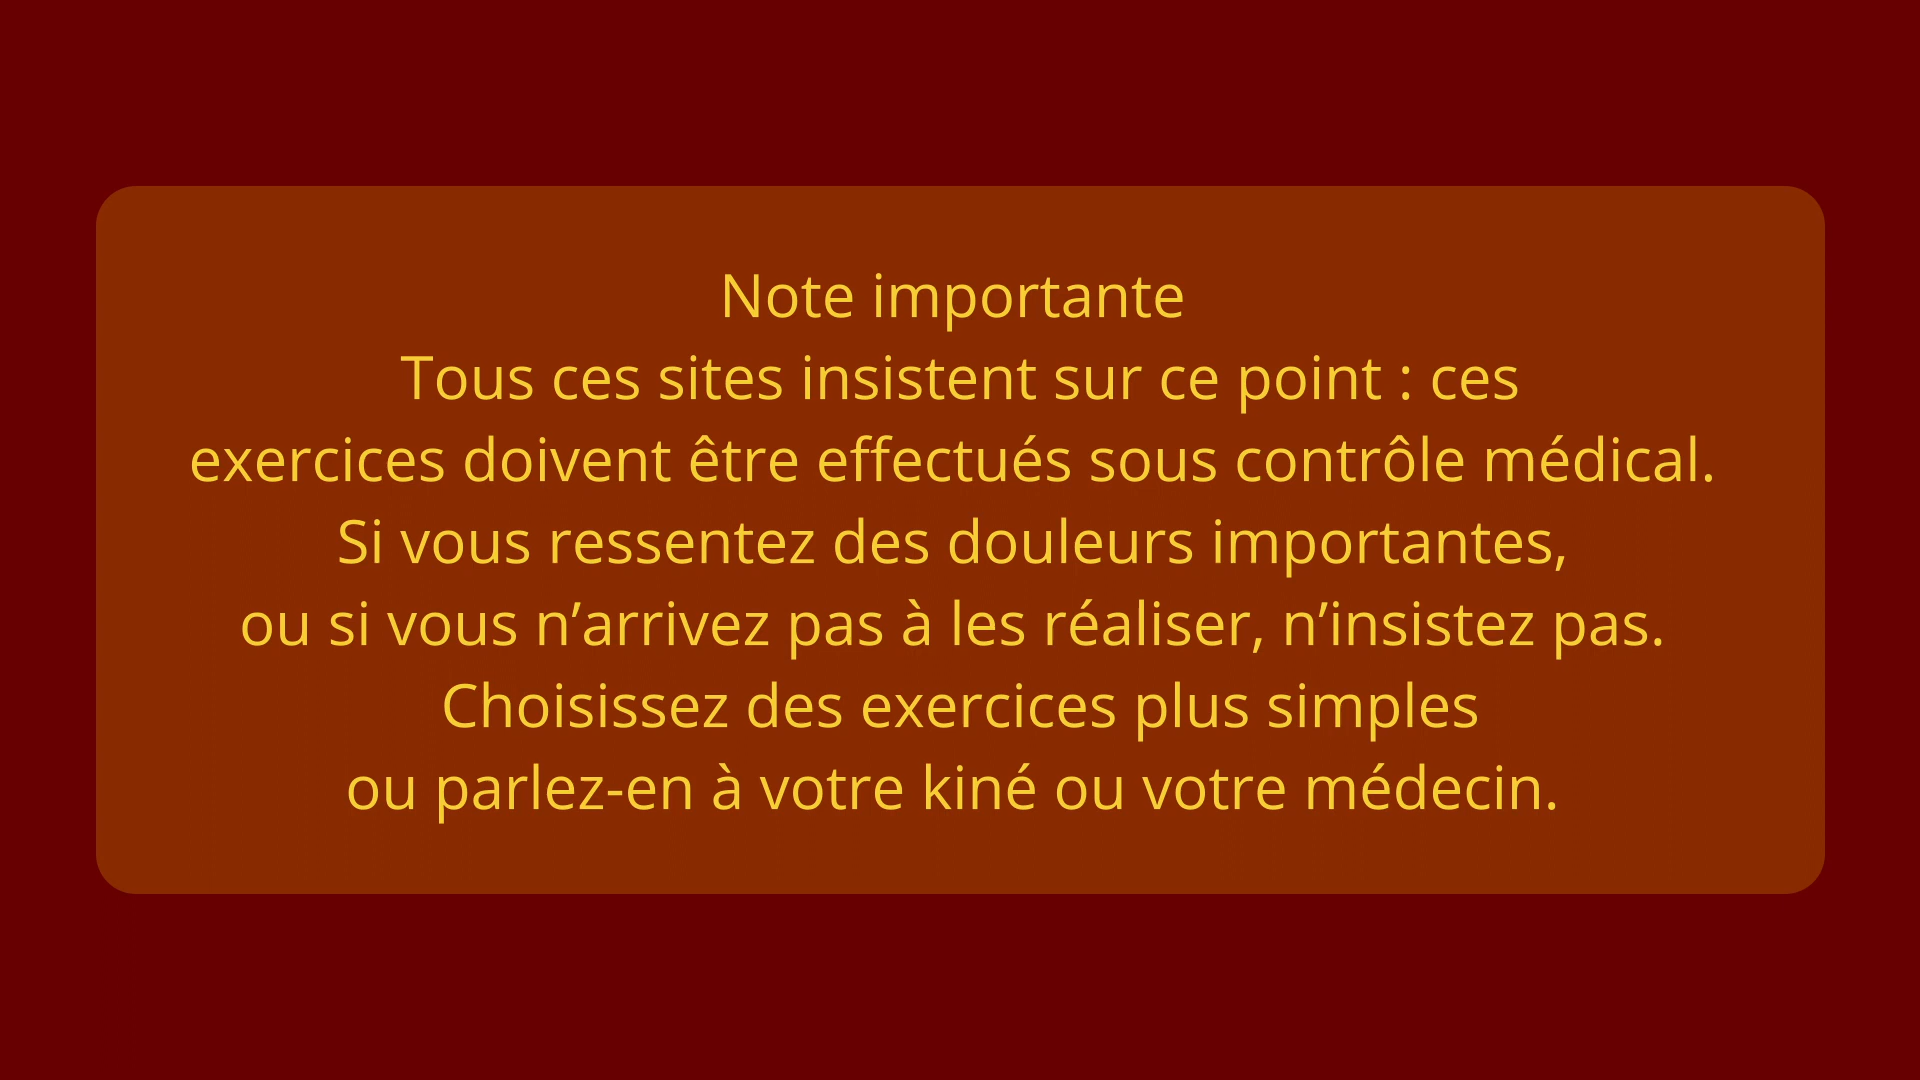 Note importante
Tous ces sites insistent sur ce point : ces
exercices doivent être effectués sous contrôle médical.
Si vous ressentez des douleurs importantes,
ou si vous n’arrivez pas à les réaliser, n’insistez pas.
Choisissez des exercices plus simples
ou parlez-en à votre kiné ou votre médecin.